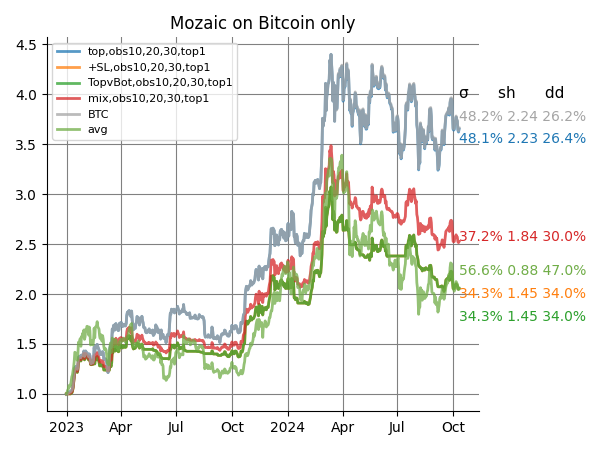 Mozaic on Bitcoin only
4.5
4.0
3.5
3.0
2.5
2.0
1.5
1.0
top,obs10,20,30,top1
+SL,obs10,20,30,top1
TopvBot,obs10,20,30,top1
mix,obs10,20,30,top1
BTC
avg
σ sh dd
48.2% 2.24 26.2%
48.1% 2.23 26.4%
37.2% 1.84 30.0%
56.6% 0.88 47.0%
34.3% 1.45 34.0%
34.3% 1.45 34.0%
2023 Apr Jul Oct 2024 Apr Jul Oct